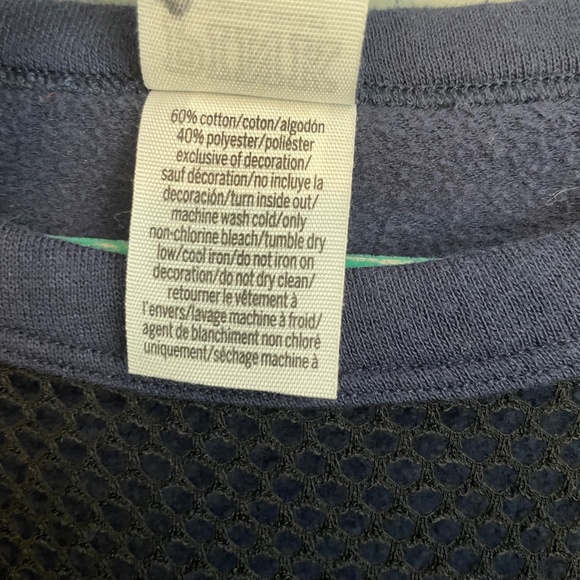 60% cotton/coton/algodón
40% polyester/poliéster
exclusive of decoration/
sauf décoration/no incluye la
decoración/turn inside out/
machine wash cold/only
non-chlorine bleach/tumble dry
low/cool iron/do not iron on
decoration/do not dry clean/
retourner le vêtement à
l'envers/lavage machine à froid/
agent de blanchiment non chloré
uniquement/séchage machine à